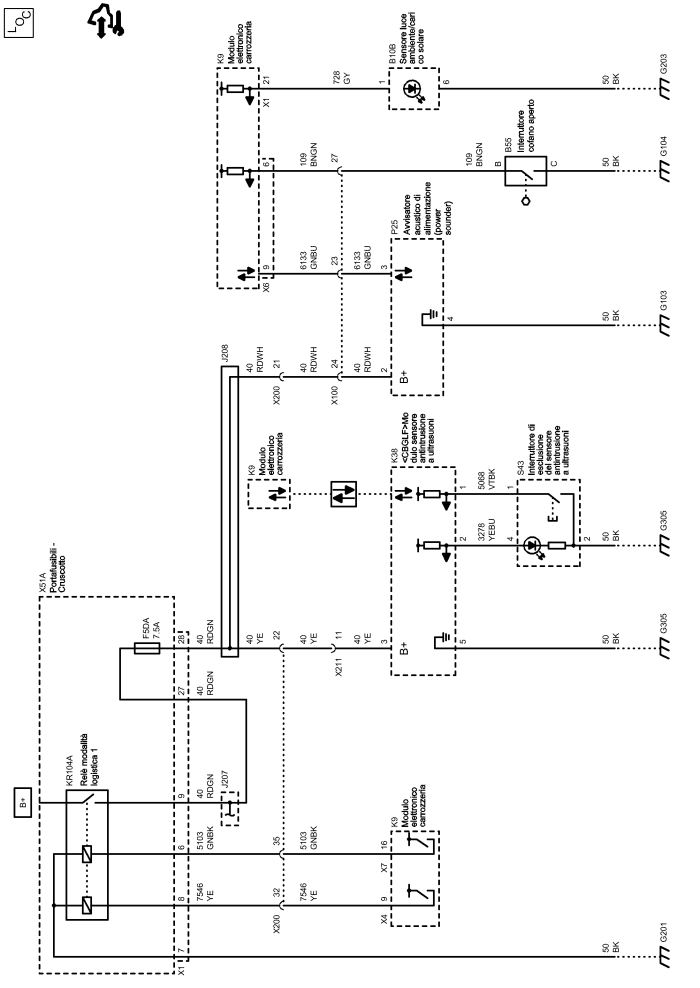 LOC
K9
Modulo
elettronico
carrozzeria
21
X1
728
GY
1
B10B
Sensore luce
ambiente/cari
co solare
6
50
BK
G203
6
109
BNGN
27
109
BNGN
B
B55
Interruttore
cofano aperto
C
50
BK
G104
9
X6
6133
GNBU
23
6133
GNBU
3
P25
Avvisatore
acustico di
alimentazione
(power
sounder)
4
50
BK
G103
J208
40
RDWH
21
X200
40
RDWH
24
X100
40
RDWH
2
B+
K9
Modulo
elettronico
carrozzeria
K38
<CBGLF>Mo
dulo sensore
antintrusione
a ultrasuoni
1
5068
VTBK
1
S43
Interruttore di
esclusione
del sensore
antintrusione
a ultrasuoni
2
3278
YEBU
4
2
50
BK
G305
X51A
Portafusibili -
Cruscotto
F5DA
7.5A
28
40
RDGN
40
YE
22
40
YE
11
X211
40
YE
3
B+
5
50
BK
G305
27
40
RDGN
B+
KR104A
Relè modalità
logistica 1
9
40
RDGN
J207
6
5103
GNBK
35
5103
GNBK
16
X7
K9
Modulo
elettronico
carrozzeria
8
7546
YE
32
X200
7546
YE
9
X4
7
X1
50
BK
G201